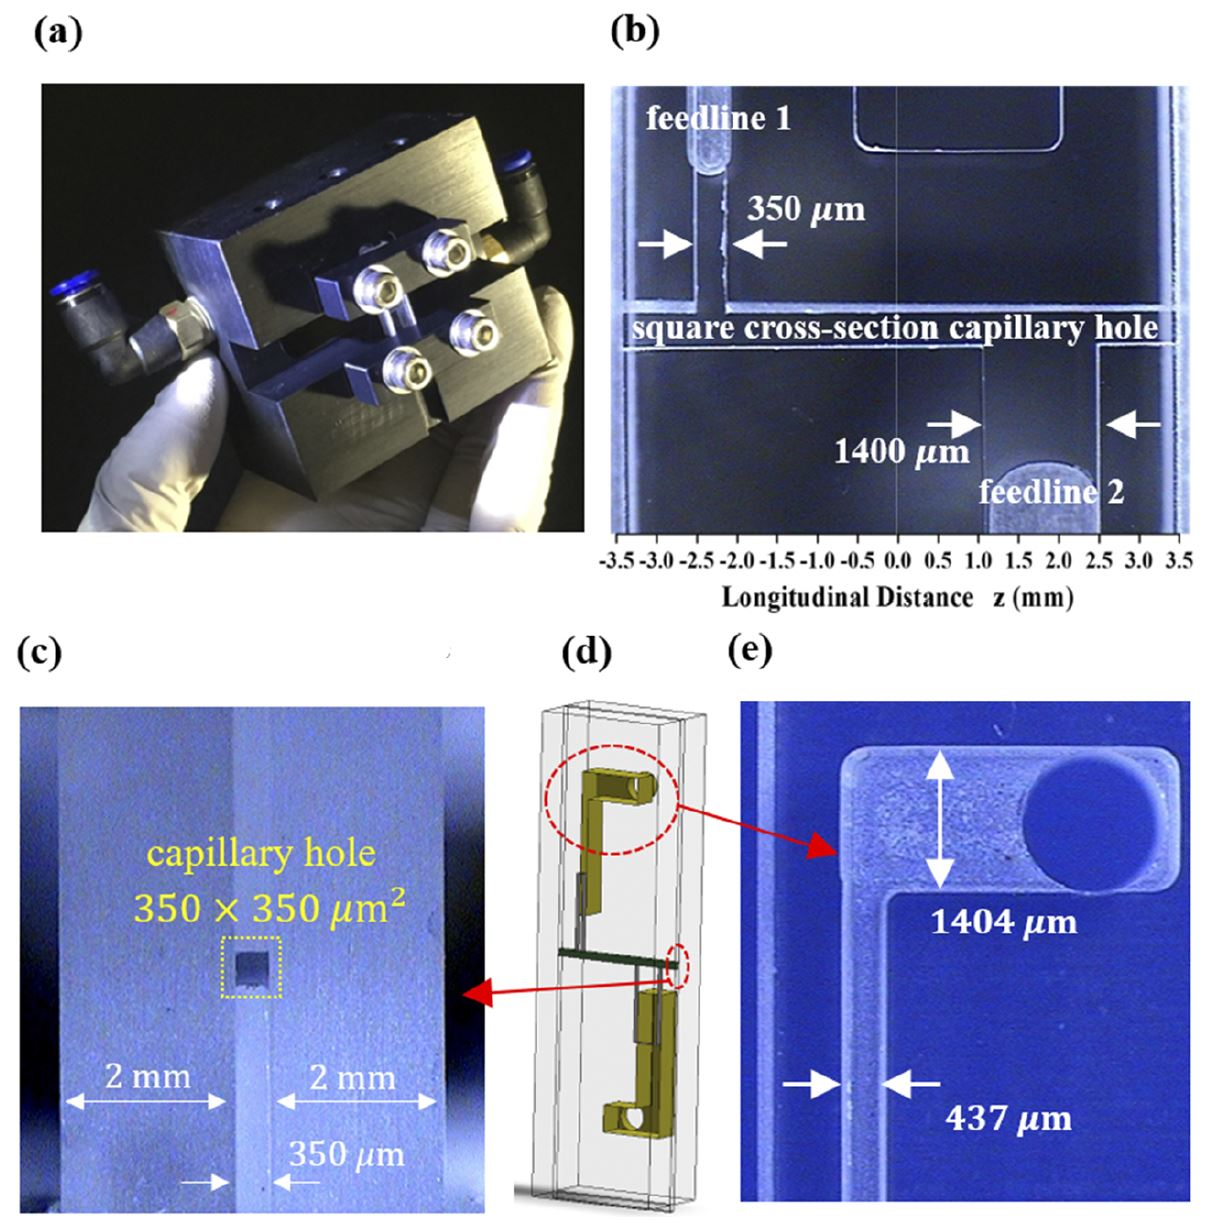 (a)
(b)
feedline 1
350 μm
square cross-section capillary hole
1400 μm
feedline 2
-3.5 -3.0 -2.5 -2.0 -1.5 -1.0 -0.5 0.0 0.5 1.0 1.5 2.0 2.5 3.0 3.5
Longitudinal Distance z (mm)
(c)
(d)
(e)
capillary hole
350 × 350 μm²
2 mm
2 mm
350 μm
1404 μm
437 μm